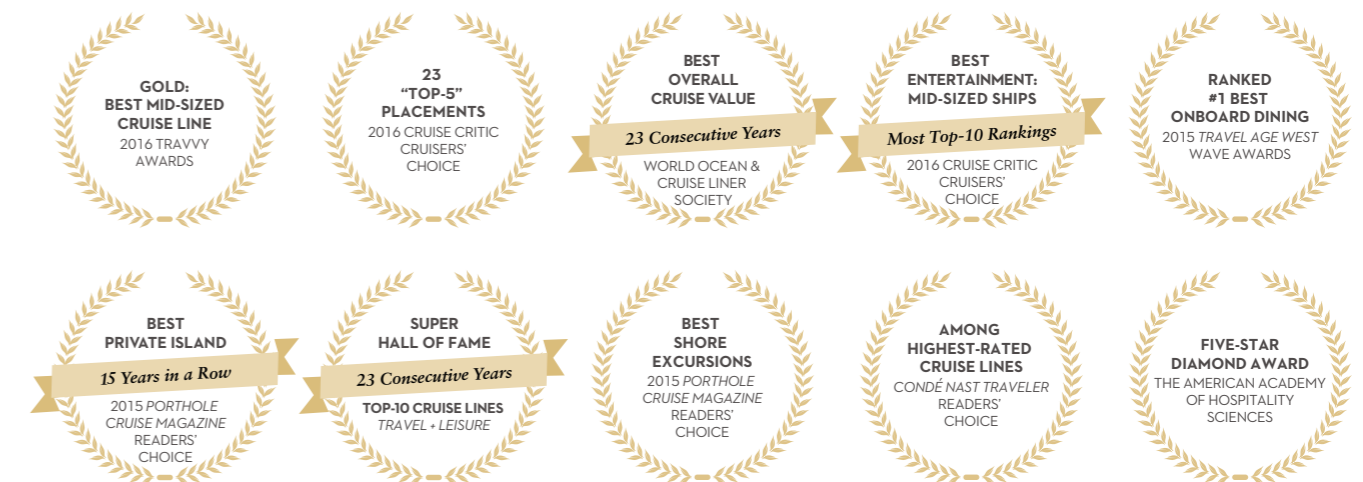 GOLD:
BEST MID-SIZED
CRUISE LINE
2016 TRAVVY
AWARDS
23
“TOP-5”
PLACEMENTS
2016 CRUISE CRITIC
CRUISERS’
CHOICE
BEST
OVERALL
CRUISE VALUE
23 Consecutive Years
WORLD OCEAN &
CRUISE LINER
SOCIETY
BEST
ENTERTAINMENT:
MID-SIZED SHIPS
Most Top-10 Rankings
2016 CRUISE CRITIC
CRUISERS’
CHOICE
RANKED
#1 BEST
ONBOARD DINING
2015 TRAVEL AGE WEST
WAVE AWARDS
BEST
PRIVATE ISLAND
15 Years in a Row
2015 PORTHOLE
CRUISE MAGAZINE
READERS’
CHOICE
SUPER
HALL OF FAME
23 Consecutive Years
TOP-10 CRUISE LINES
TRAVEL + LEISURE
BEST
SHORE
EXCURSIONS
2015 PORTHOLE
CRUISE MAGAZINE
READERS’
CHOICE
AMONG
HIGHEST-RATED
CRUISE LINES
CONDÉ NAST TRAVELER
READERS’
CHOICE
FIVE-STAR
DIAMOND AWARD
THE AMERICAN ACADEMY
OF HOSPITALITY
SCIENCES